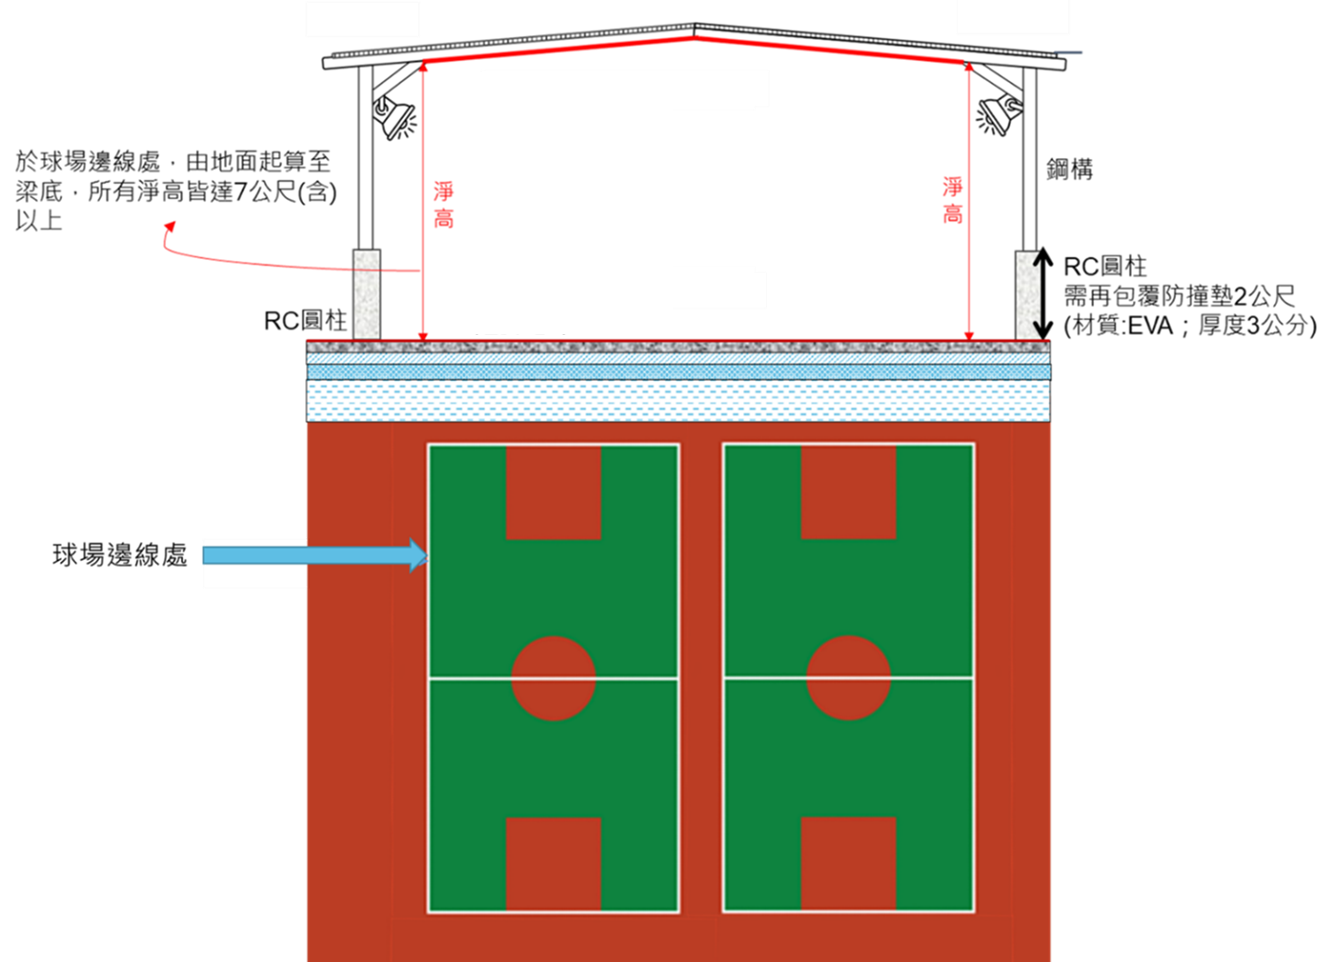 於球場邊線處，由地面起算至
梁底，所有淨高皆達7公尺(含)
以上
淨
高
淨
高
鋼構
RC圓柱
RC圓柱
需再包覆防撞墊2公尺
(材質:EVA；厚度3公分)
球場邊線處